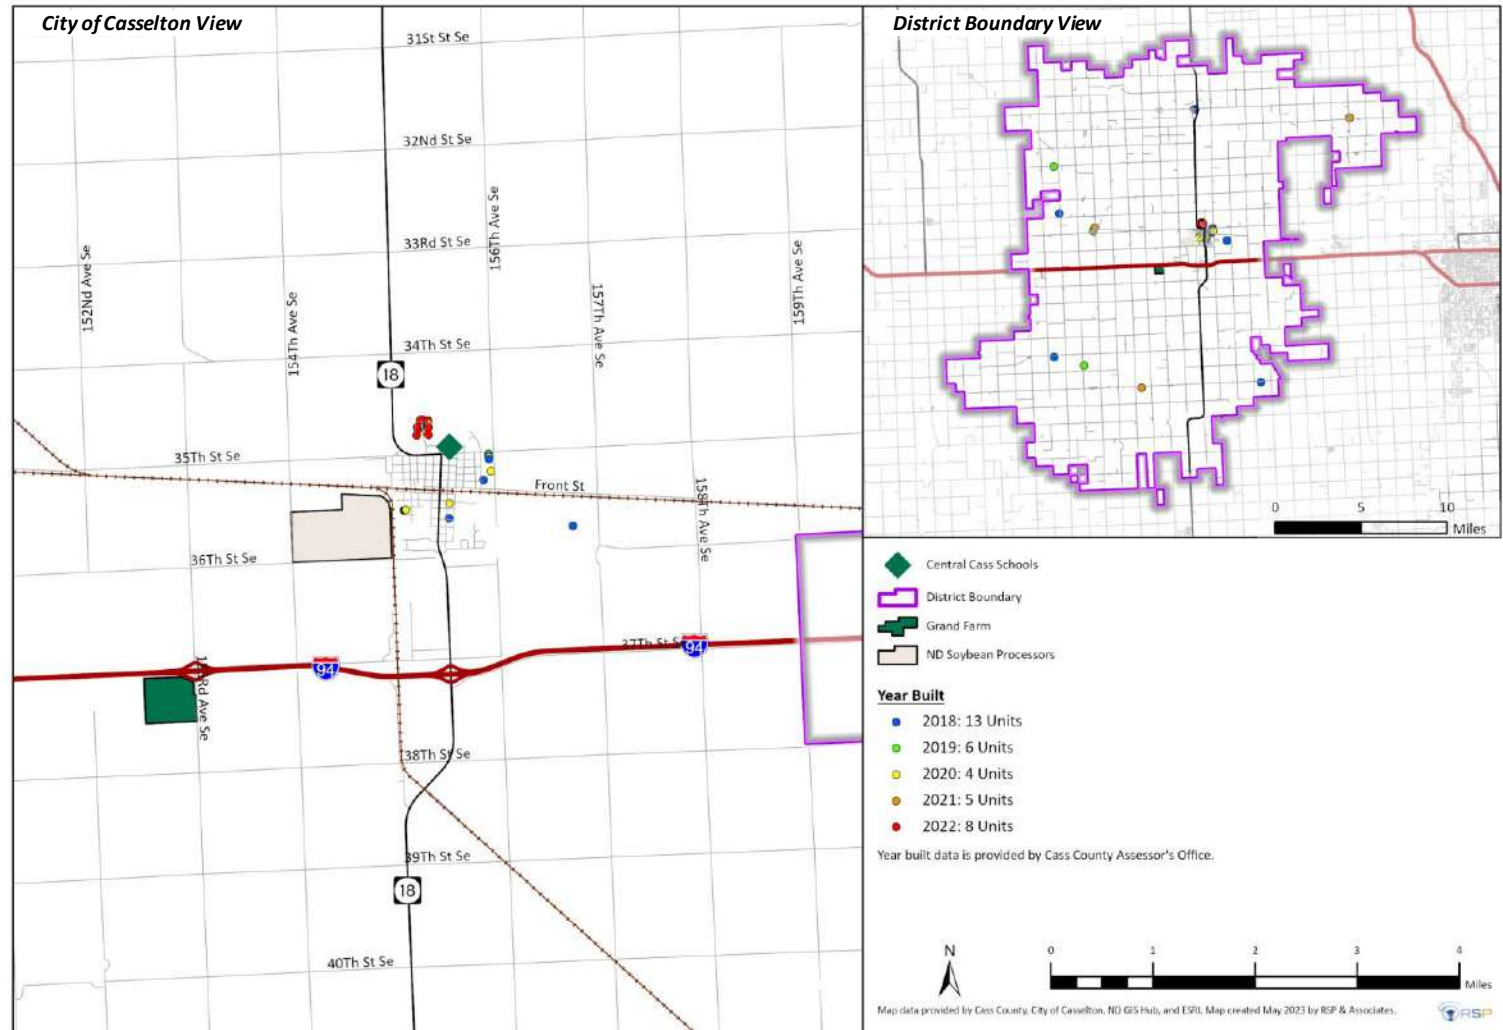 City of Casselton View
31St St Se
32Nd St Se
156Th Ave Se
33Rd St Se
152Nd Ave Se
154Th Ave Se
157Th Ave Se
159Th Ave Se
34Th St Se
18
35Th St Se
Front St
158Th Ave Se
36Th St Se
37Th St S
94
94
Rd Ave Se
38Th St Se
39Th St Se
18
40Th St Se
District Boundary View
0 5 10
Miles
Central Cass Schools
District Boundary
Grand Farm
ND Soybean Processors
Year Built
2018: 13 Units
2019: 6 Units
2020: 4 Units
2021: 5 Units
2022: 8 Units
Year built data is provided by Cass County Assessor's Office.
N
0 1 2 3 4
Miles
Map data provided by Cass County, City of Casselton, ND GIS Hub, and ESRI. Map created May 2023 by RSP & Associates.
RSP